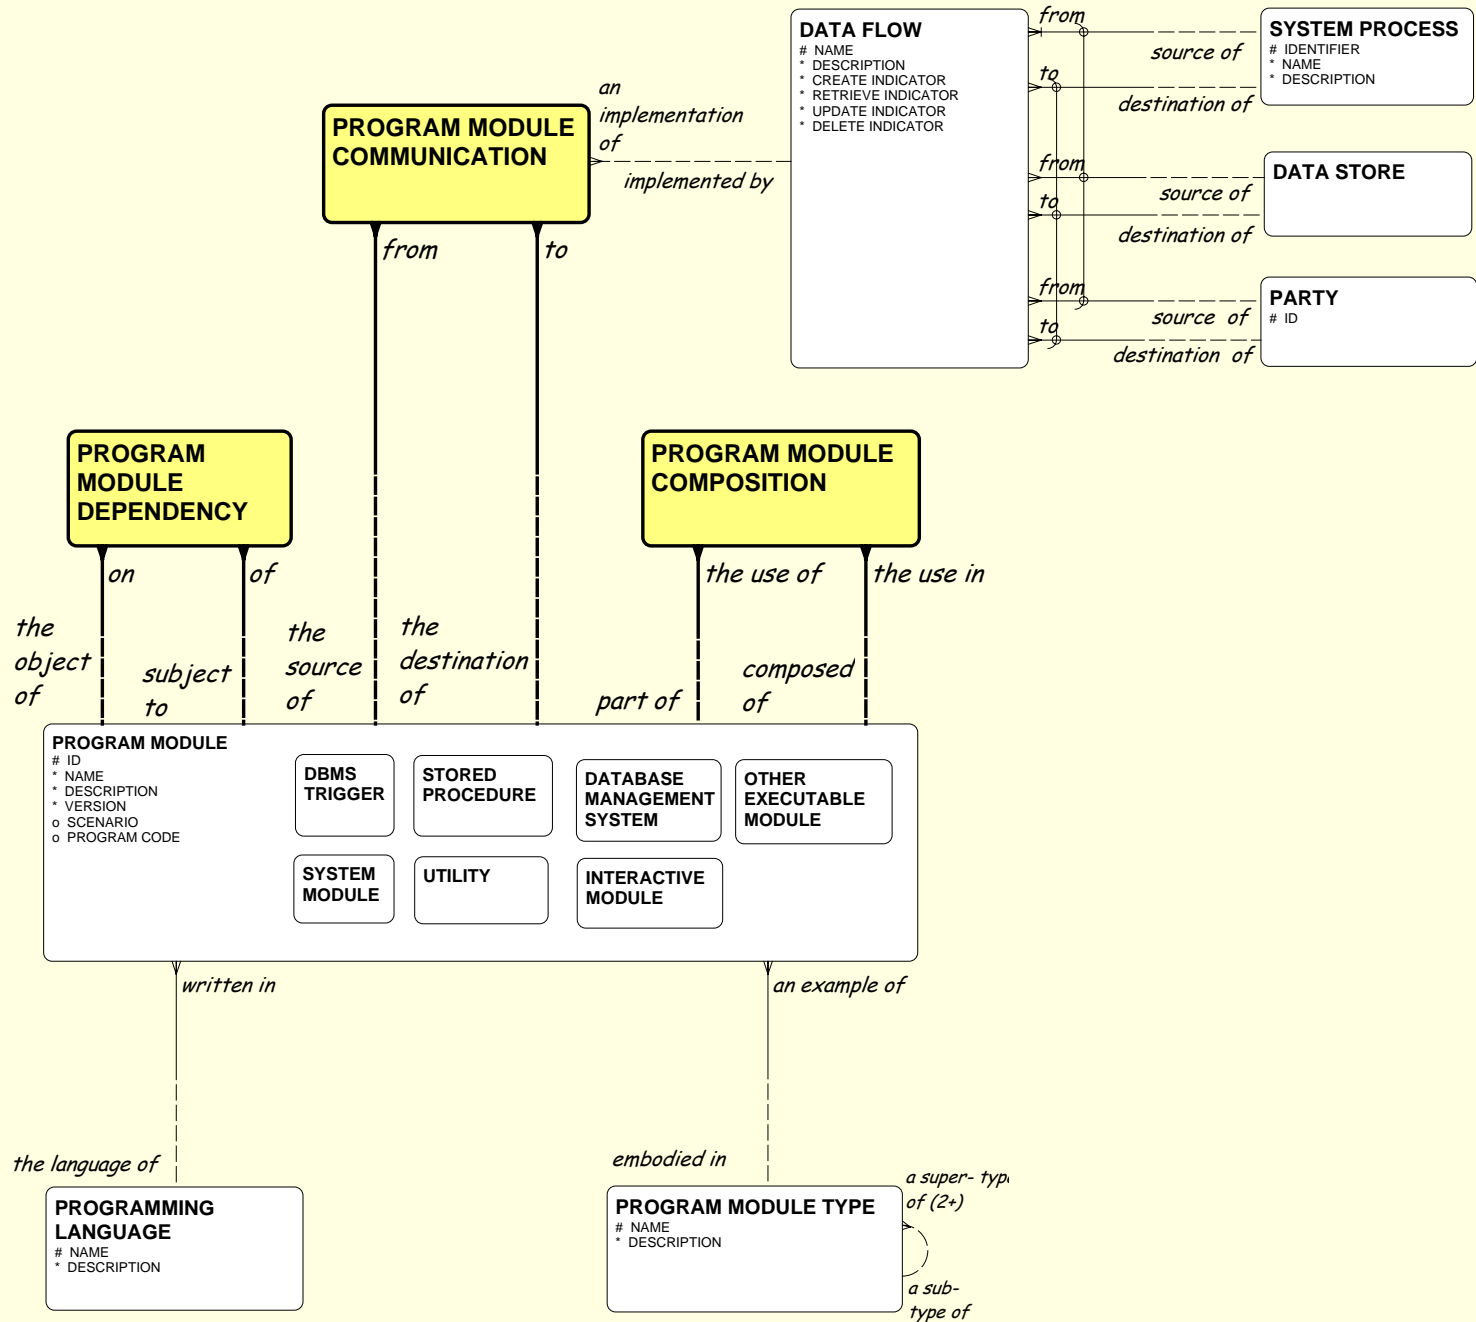 DATA FLOW
# NAME
* DESCRIPTION
* CREATE INDICATOR
* RETRIEVE INDICATOR
* UPDATE INDICATOR
* DELETE INDICATOR
from
source of
to
destination of
from
source of
to
destination of
from
source of
to
destination of
SYSTEM PROCESS
# IDENTIFIER
* NAME
* DESCRIPTION
DATA STORE
PARTY
# ID
PROGRAM MODULE
COMMUNICATION
an
implementation
of
implemented by
from
to
PROGRAM
MODULE
DEPENDENCY
on
of
PROGRAM MODULE
COMPOSITION
the use of
the use in
the
object
of
subject
to
the
source
of
the
destination
of
part of
composed
of
PROGRAM MODULE
# ID
* NAME
* DESCRIPTION
* VERSION
o SCENARIO
o PROGRAM CODE
DBMS
TRIGGER
STORED
PROCEDURE
DATABASE
MANAGEMENT
SYSTEM
OTHER
EXECUTABLE
MODULE
SYSTEM
MODULE
UTILITY
INTERACTIVE
MODULE
written in
an example of
the language of
embodied in
PROGRAMMING
LANGUAGE
# NAME
* DESCRIPTION
PROGRAM MODULE TYPE
# NAME
* DESCRIPTION
a super- type
of (2+)
a sub-
type of